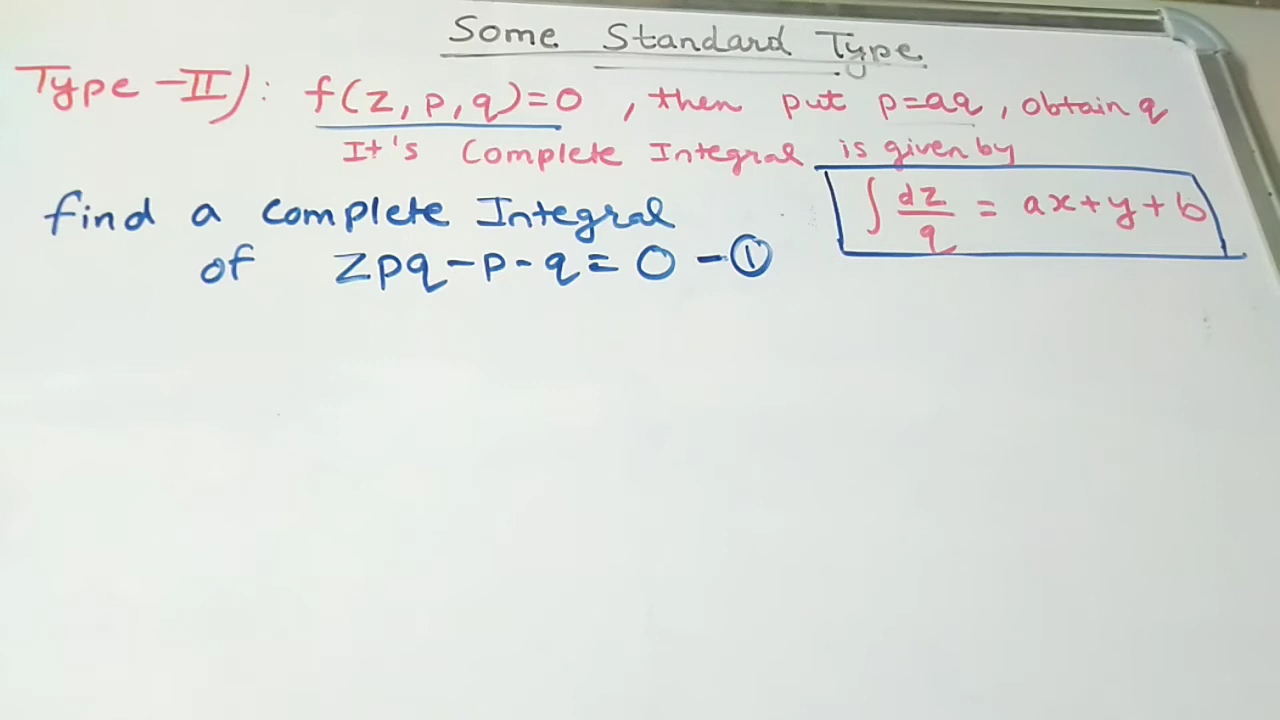 Some Standard Type
Type-II): f(z, p, q)=0, then put p=aq, obtain q
It's Complete Integral is given by
∫ dz/q = ax+y+b
find a complete Integral
of zpq-p-q=0 -①